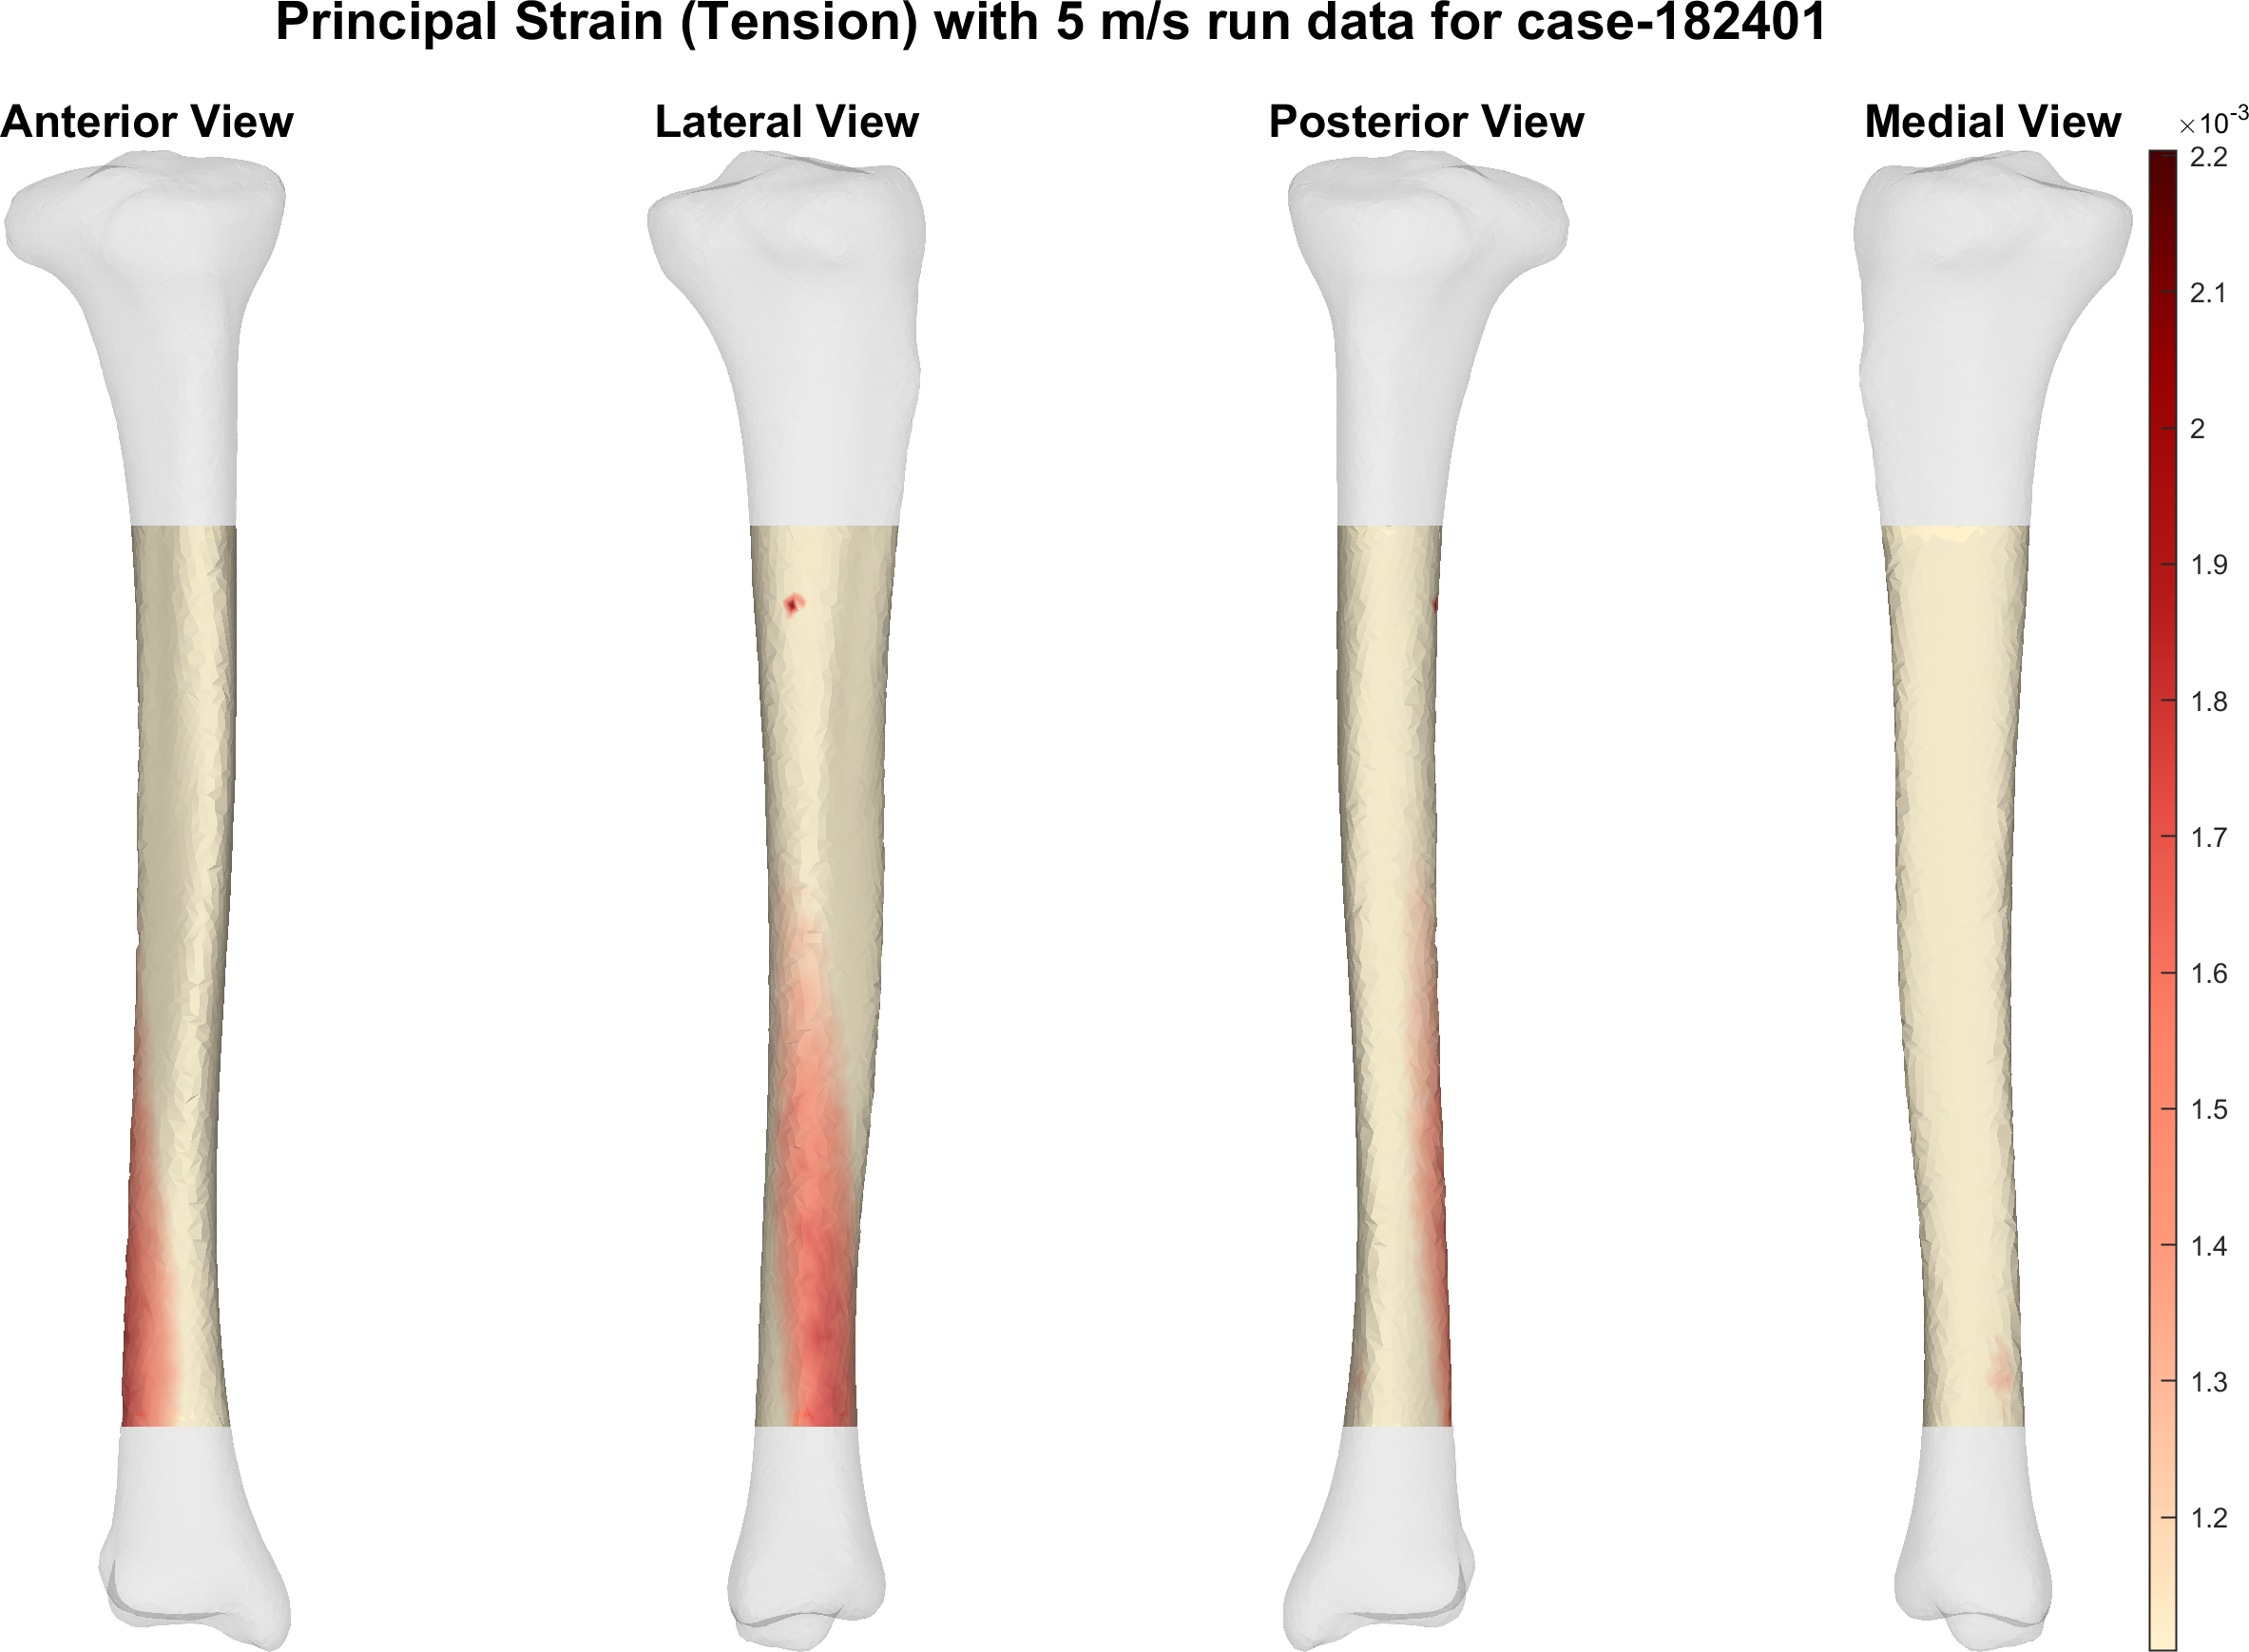 Principal Strain (Tension) with 5 m/s run data for case-182401
Anterior View
Lateral View
Posterior View
Medial View
×10-3
2.2
2.1
2
1.9
1.8
1.7
1.6
1.5
1.4
1.3
1.2